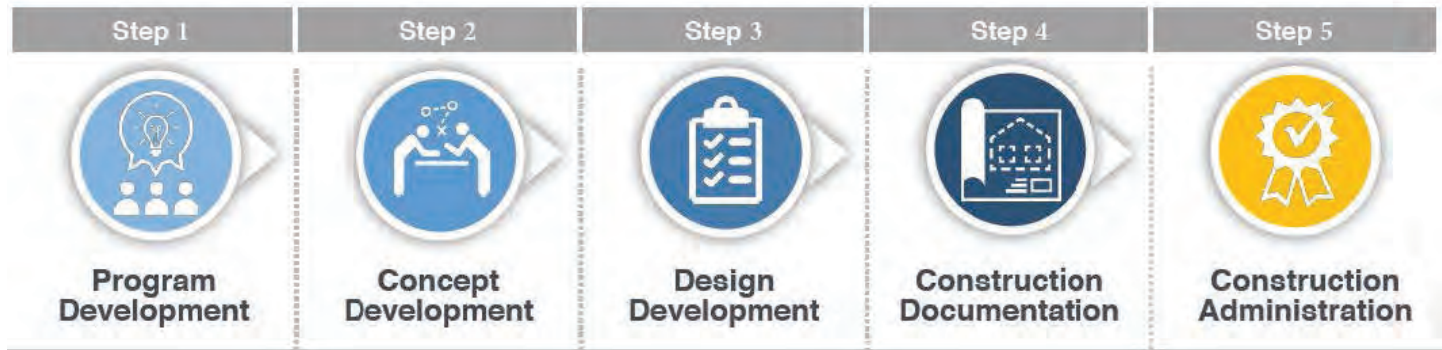 Step 1
Step 2
Step 3
Step 4
Step 5
Program
Development
Concept
Development
Design
Development
Construction
Documentation
Construction
Administration